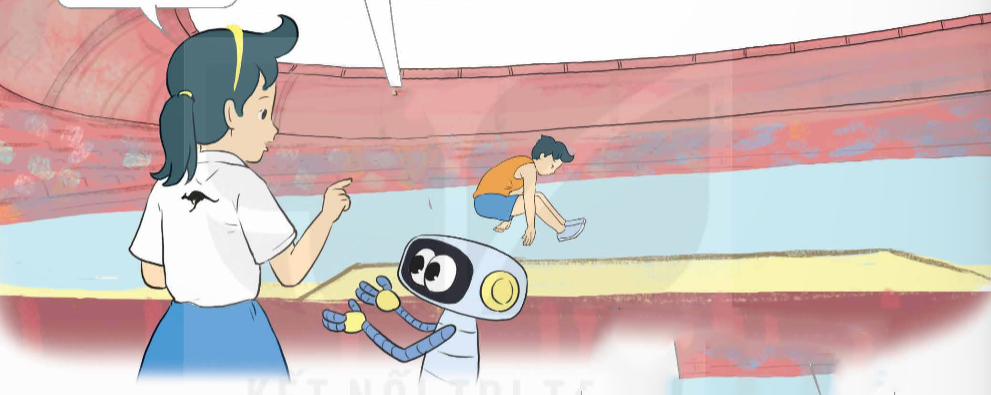 KẾT NỐI TRI T